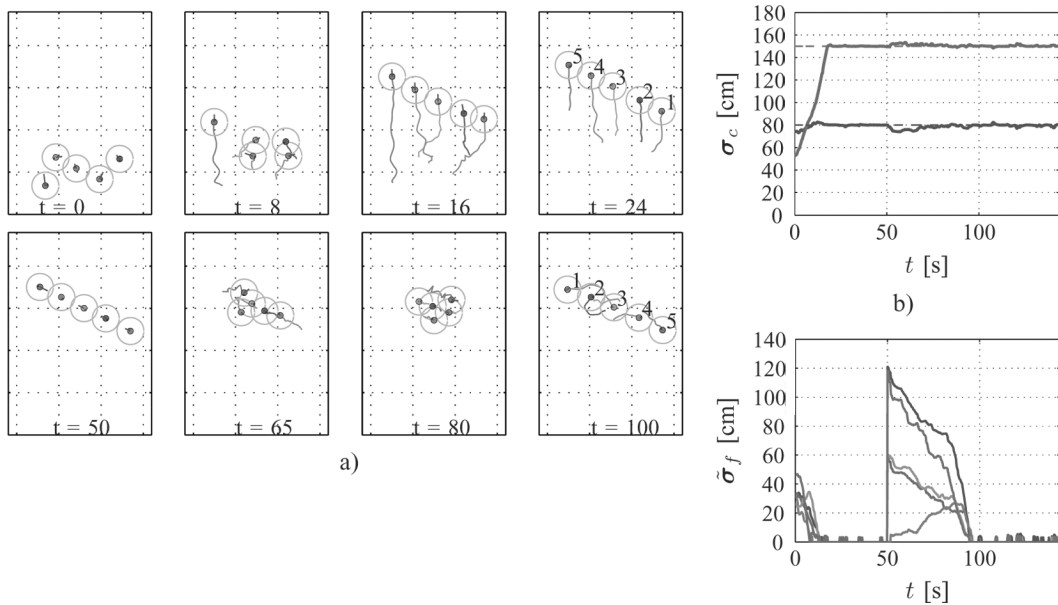 t = 0
t = 8
t = 16
5 4 3 2 1
t = 24
t = 50
t = 65
t = 80
1 2 3 4 5
t = 100
a)
180
160
140
120
100
80
60
40
20
0
σc [cm]
0 50 100
t [s]
b)
140
120
100
80
60
40
20
0
σ̃f [cm]
0 50 100
t [s]